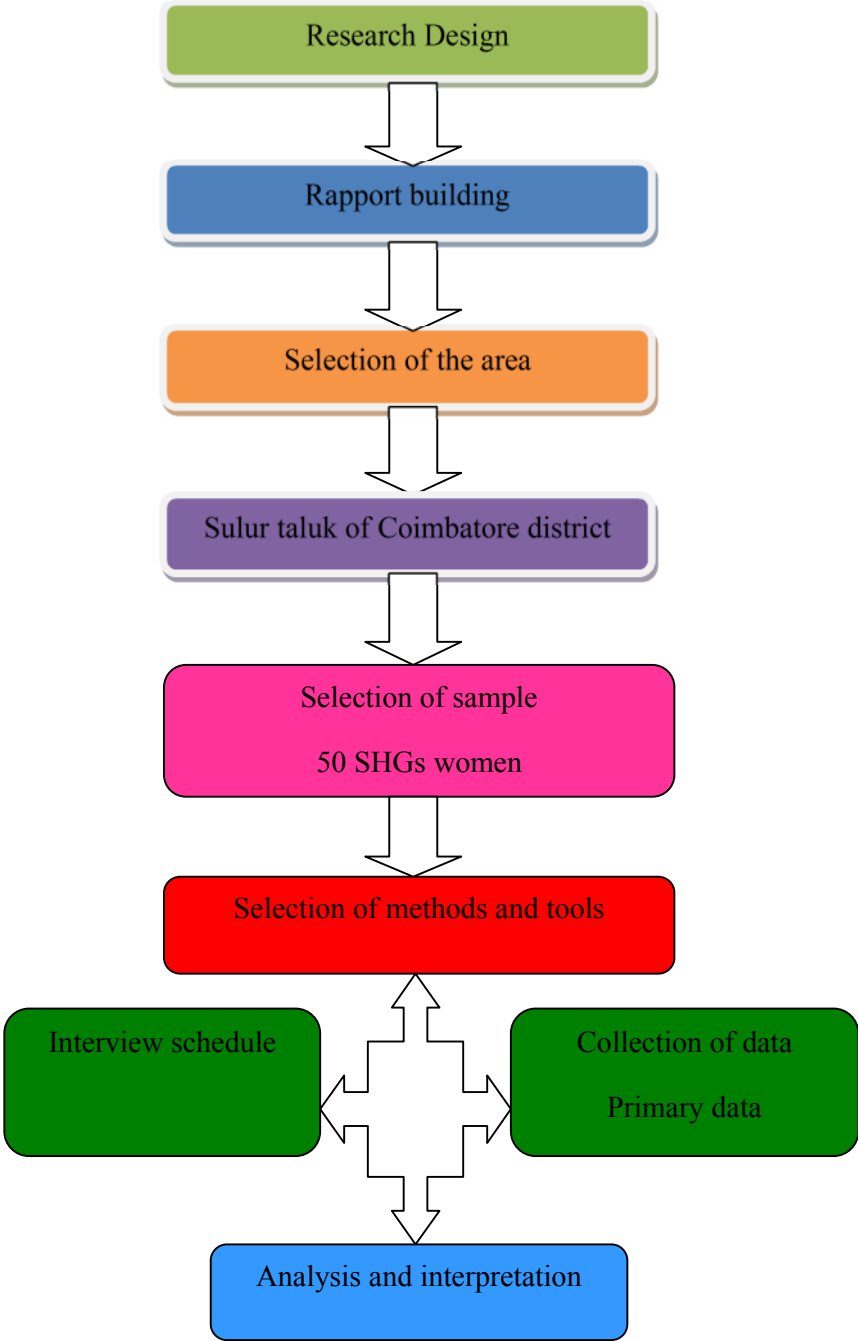 Research Design
Rapport building
Selection of the area
Sulur taluk of Coimbatore district
Selection of sample
50 SHGs women
Selection of methods and tools
Interview schedule
Collection of data
Primary data
Analysis and interpretation